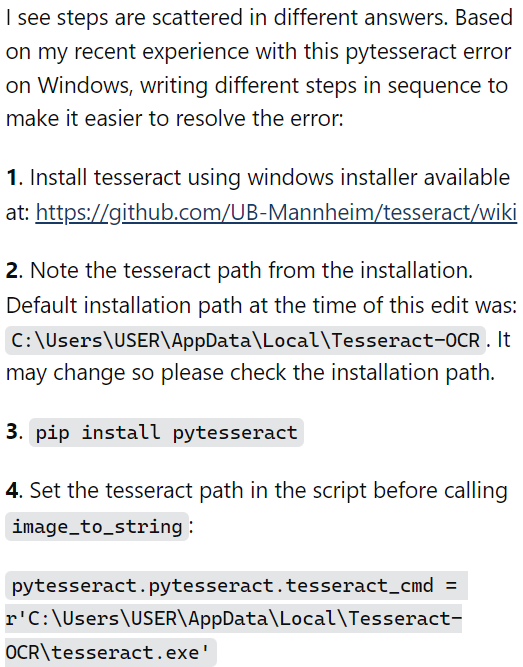 I see steps are scattered in different answers. Based
on my recent experience with this pytesseract error
on Windows, writing different steps in sequence to
make it easier to resolve the error:
1. Install tesseract using windows installer available
at: https://github.com/UB-Mannheim/tesseract/wiki
2. Note the tesseract path from the installation.
Default installation path at the time of this edit was:
C:\Users\USER\AppData\Local\Tesseract-OCR. It
may change so please check the installation path.
3. pip install pytesseract
4. Set the tesseract path in the script before calling
image_to_string:
pytesseract.pytesseract.tesseract_cmd =
r'C:\Users\USER\AppData\Local\Tesseract-
OCR\tesseract.exe'